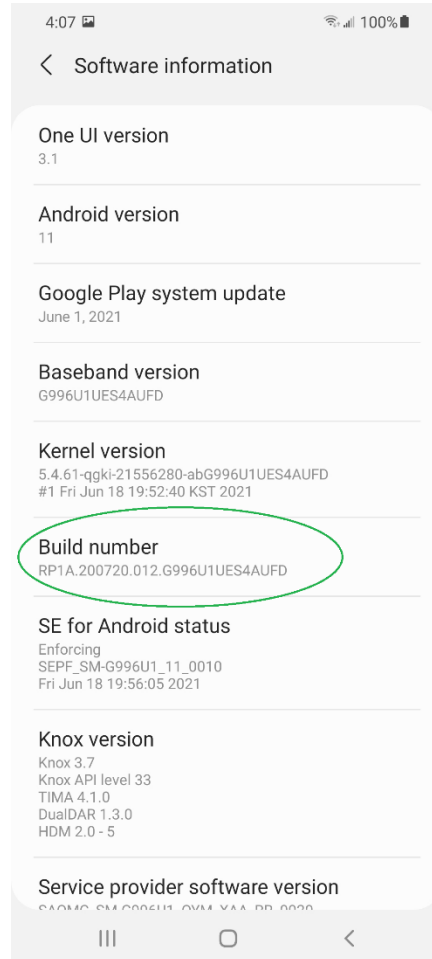 4:07 100%
Software information
One UI version
3.1
Android version
11
Google Play system update
June 1, 2021
Baseband version
G996U1UES4AUFD
Kernel version
5.4.61-qgki-21556280-abG996U1UES4AUFD
#1 Fri Jun 18 19:52:40 KST 2021
Build number
RP1A.200720.012.G996U1UES4AUFD
SE for Android status
Enforcing
SEPF_SM-G996U1_11_0010
Fri Jun 18 19:56:05 2021
Knox version
Knox 3.7
Knox API level 33
TIMA 4.1.0
DualDAR 1.3.0
HDM 2.0 - 5
Service provider software version